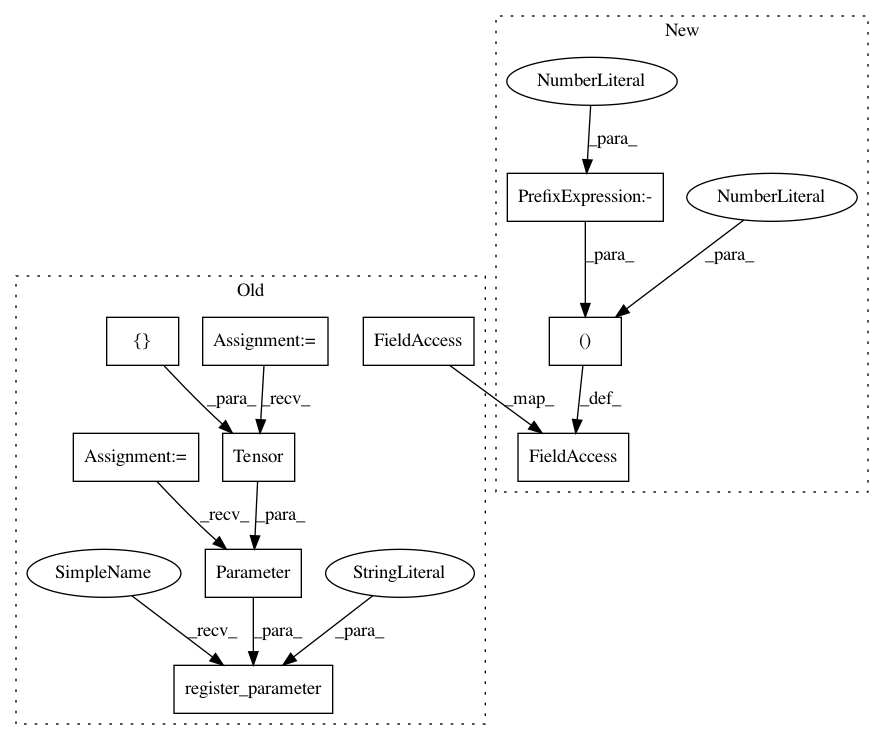 New
NumberLiteral
_para_
PrefixExpression:-
NumberLiteral
_para_
_para_
Old
{}
Assignment:=
FieldAccess
()
_para_
_recv_
_map_
_def_
Assignment:=
Tensor
FieldAccess
_recv_
_para_
SimpleName
Parameter
StringLiteral
_recv_
_para_
_para_
register_parameter